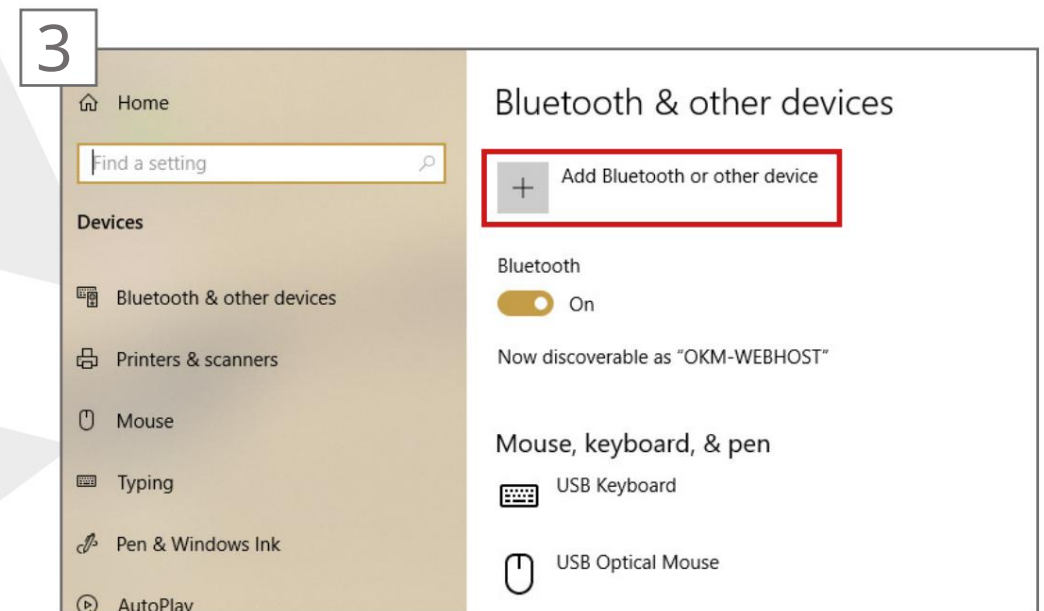 3
Home
Find a setting
Devices
Bluetooth & other devices
Printers & scanners
Mouse
Typing
Pen & Windows Ink
AutoPlay
Bluetooth & other devices
Add Bluetooth or other device
Bluetooth
On
Now discoverable as “OKM-WEBHOST”
Mouse, keyboard, & pen
USB Keyboard
USB Optical Mouse